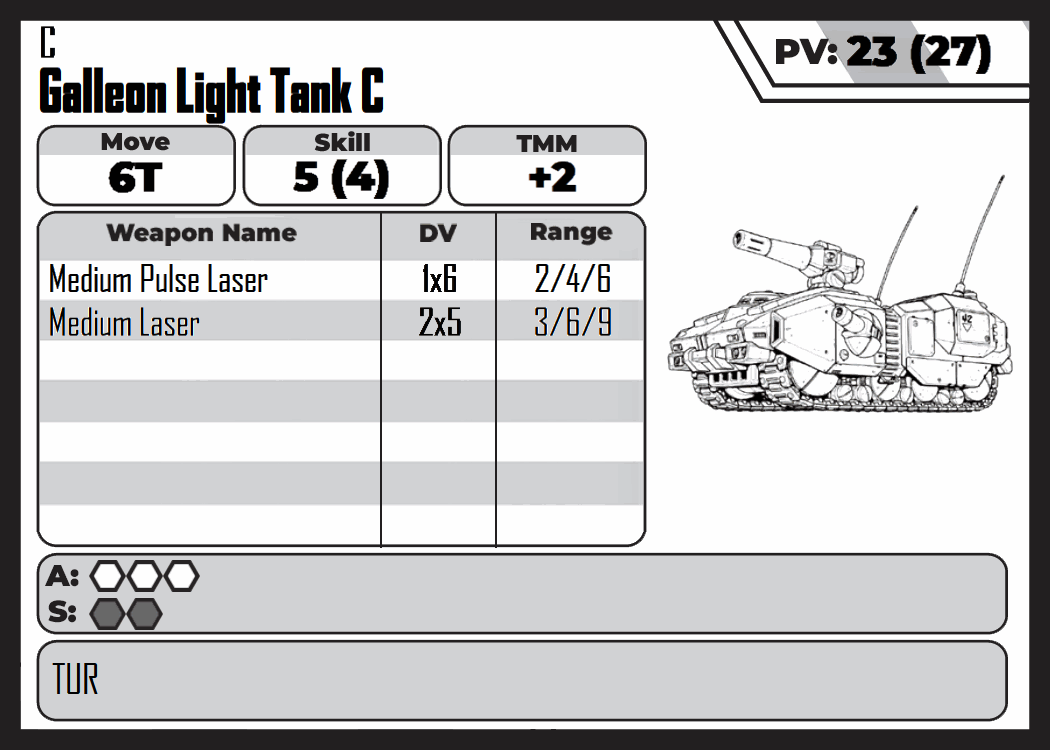 C
Galleon Light Tank C
PV: 23 (27)
Move Skill TMM
6T 5 (4) +2
Weapon Name DV Range
Medium Pulse Laser 1x6 2/4/6
Medium Laser 2x5 3/6/9
A:
S:
TUR